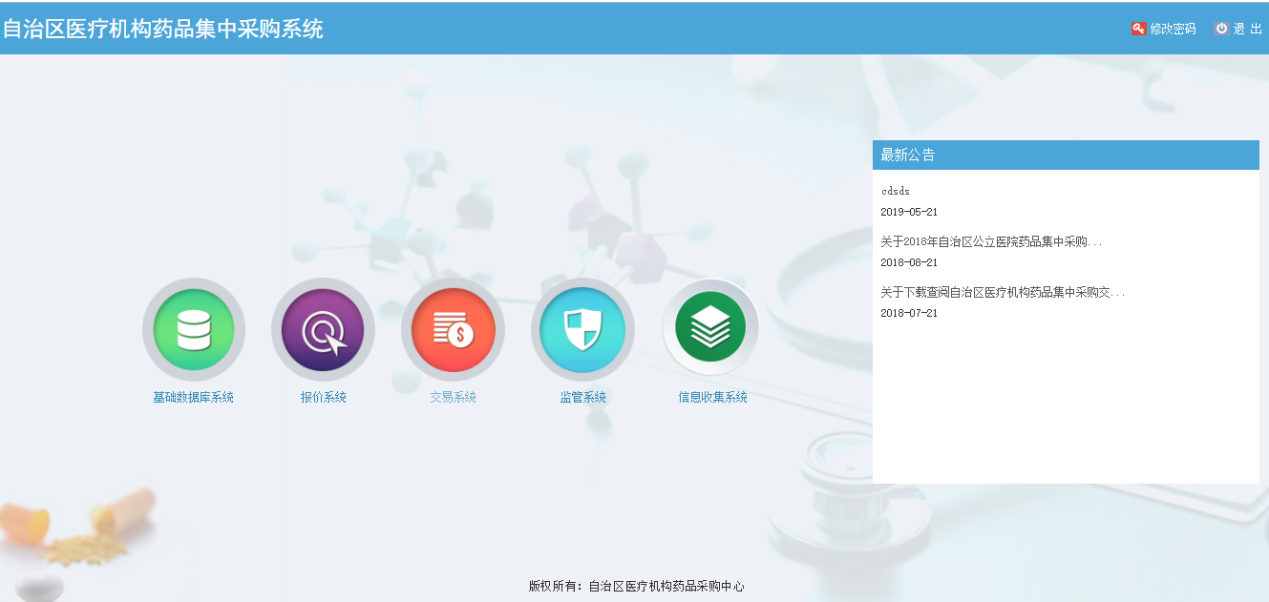 自治区医疗机构药品集中采购系统
修改密码
退 出
最新公告
cdsds
2019-05-21
关于2018年自治区公立医院药品集中采购...
2018-08-21
关于下载查阅自治区医疗机构药品集中采购交...
2018-07-21
基础数据库系统
报价系统
交易系统
监管系统
信息收集系统
版权所有：自治区医疗机构药品采购中心